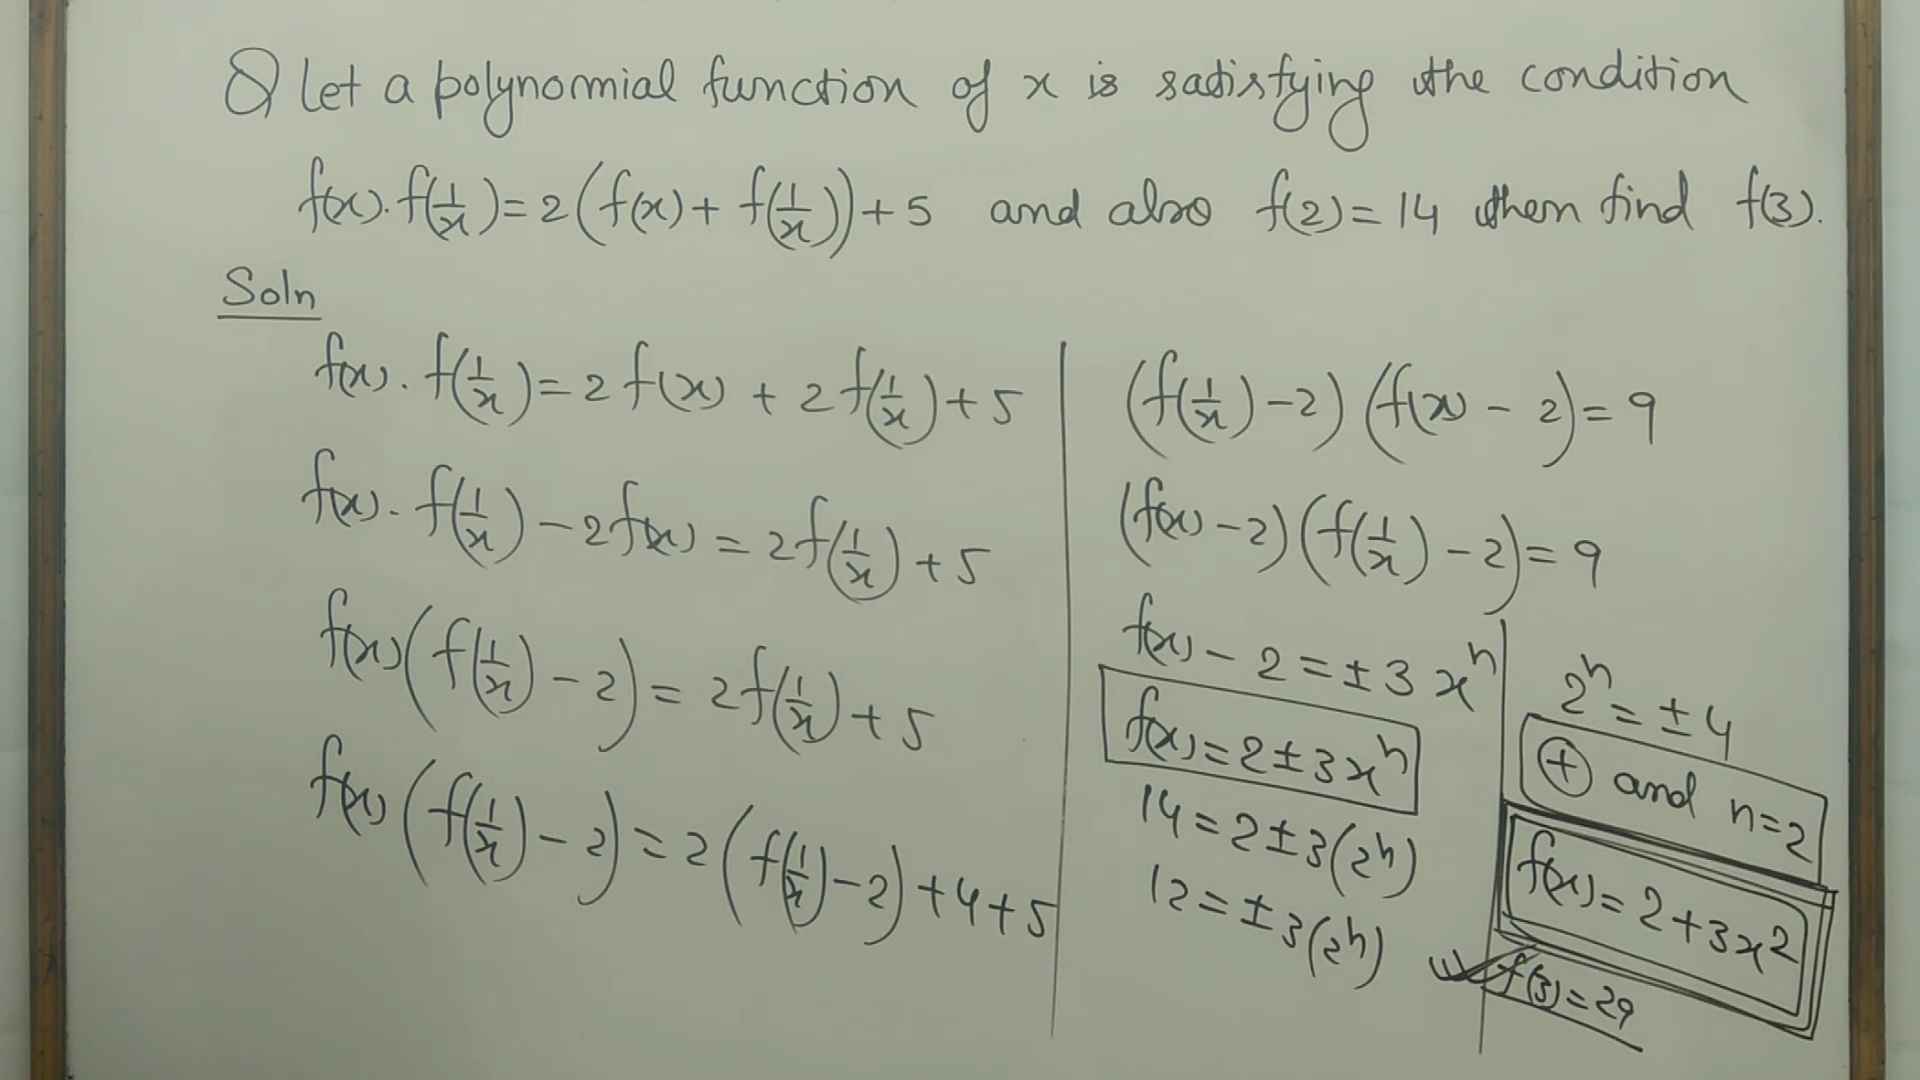 Q Let a polynomial function of x is satisfying the condition
f(x).f(1/x)=2(f(x)+f(1/x))+5 and also f(2)=14 then find f(3).
Soln
f(x).f(1/x)=2f(x)+2f(1/x)+5
f(x).f(1/x)-2f(x)=2f(1/x)+5
f(x)(f(1/x)-2)=2f(1/x)+5
f(x)(f(1/x)-2)=2(f(1/x)-2)+4+5
(f(1/x)-2)(f(x)-2)=9
(f(x)-2)(f(1/x)-2)=9
f(x)-2=±3xⁿ
f(x)=2±3xⁿ
14=2±3(2ⁿ)
12=±3(2ⁿ)
2ⁿ=±4
⊕ and n=2
f(x)=2+3x²
f(3)=29